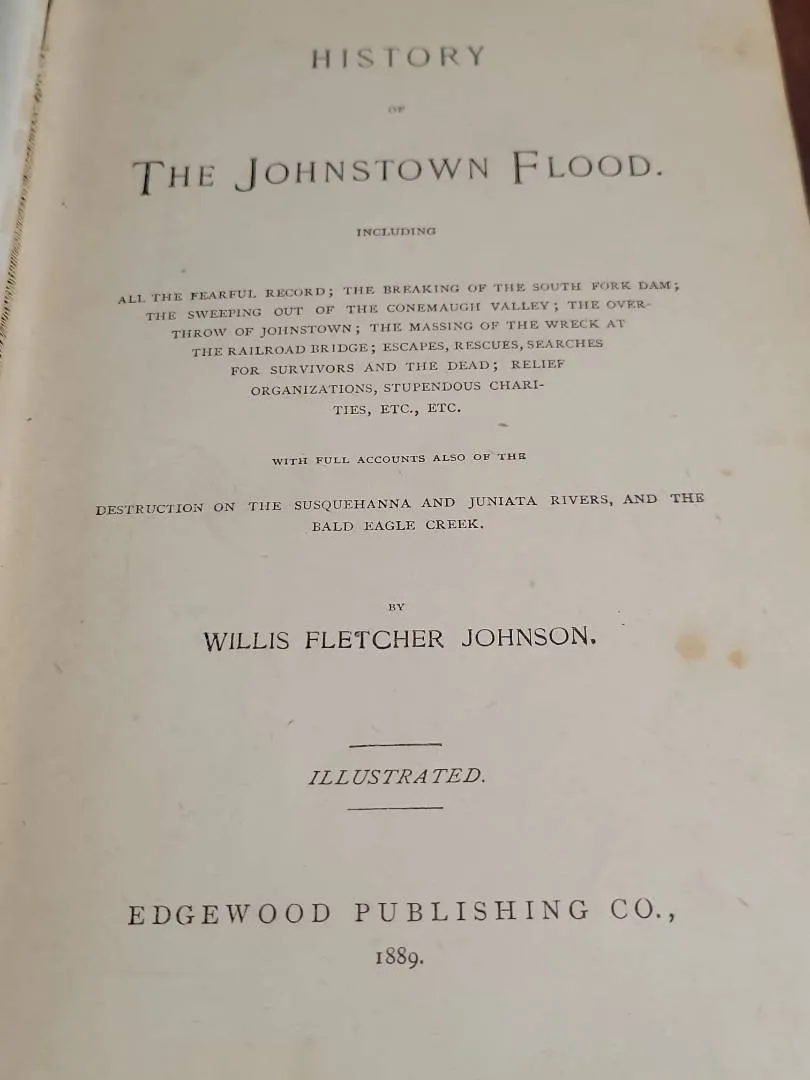 HISTORY
OF
THE JOHNSTOWN FLOOD.
INCLUDING
ALL THE FEARFUL RECORD; THE BREAKING OF THE SOUTH FORK DAM;
THE SWEEPING OUT OF THE CONEMAUGH VALLEY; THE OVER-
THROW OF JOHNSTOWN; THE MASSING OF THE WRECK AT
THE RAILROAD BRIDGE; ESCAPES, RESCUES, SEARCHES
FOR SURVIVORS AND THE DEAD; RELIEF
ORGANIZATIONS, STUPENDOUS CHARI-
TIES, ETC., ETC.
WITH FULL ACCOUNTS ALSO OF THE
DESTRUCTION ON THE SUSQUEHANNA AND JUNIATA RIVERS, AND THE
BALD EAGLE CREEK.
BY
WILLIS FLETCHER JOHNSON.
ILLUSTRATED.
EDGEWOOD PUBLISHING CO.,
1889.